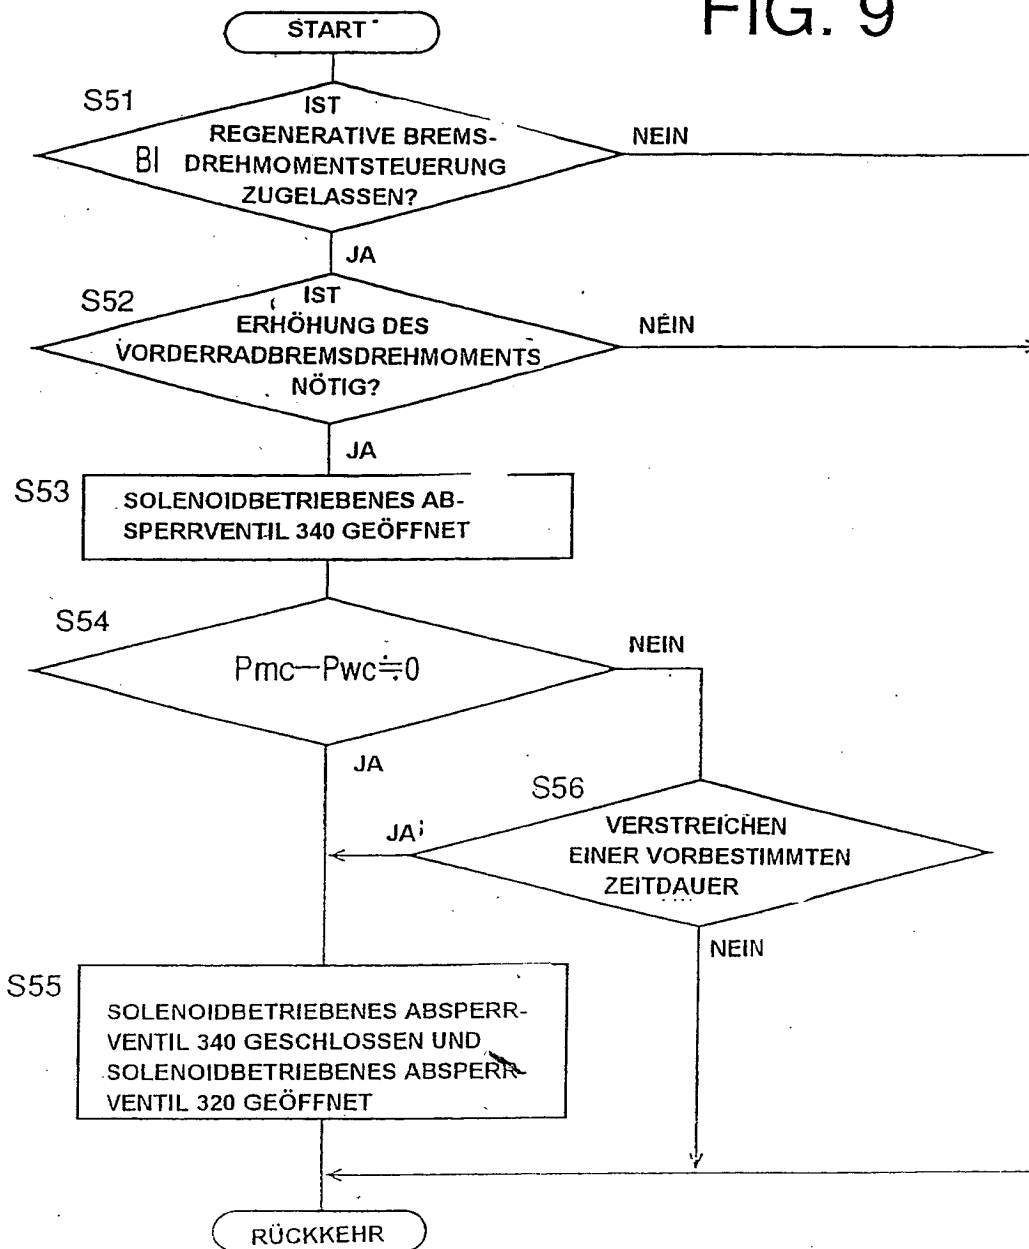 FIG. 9
START
S51
IST
REGENERATIVE BREMS-
BI DREHMOMENTSTEUERUNG
ZUGELASSEN?
NEIN
JA
S52
IST
ERHÖHUNG DES
VORDERRADBREMSDREHMOMENTS
NÖTIG?
NEIN
JA
S53
SOLENOIDBETRIEBENES AB-
SPERRVENTIL 340 GEÖFFNET
S54
Pmc—Pwc≒0
NEIN
JA
S56
VERSTREICHEN
EINER VORBESTIMMTEN
ZEITDAUER
JA
NEIN
S55
SOLENOIDBETRIEBENES ABSPERR-
VENTIL 340 GESCHLOSSEN UND
SOLENOIDBETRIEBENES ABSPERR-
VENTIL 320 GEÖFFNET
RÜCKKEHR